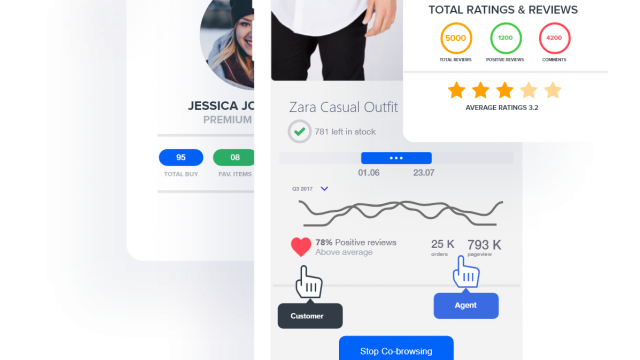 TOTAL RATINGS & REVIEWS
5000
1200
4200
TOTAL REVIEWS
POSITIVE REVIEWS
COMMENTS
AVERAGE RATINGS 3.2
JESSICA JO
PREMIUM
95
08
TOTAL BUY
FAV. ITEMS
Zara Casual Outfit
781 left in stock
01.06
23.07
Q3 2017
78% Positive reviews
Above average
25 K
orders
793 K
pageview
Customer
Agent
Stop Co-browsing